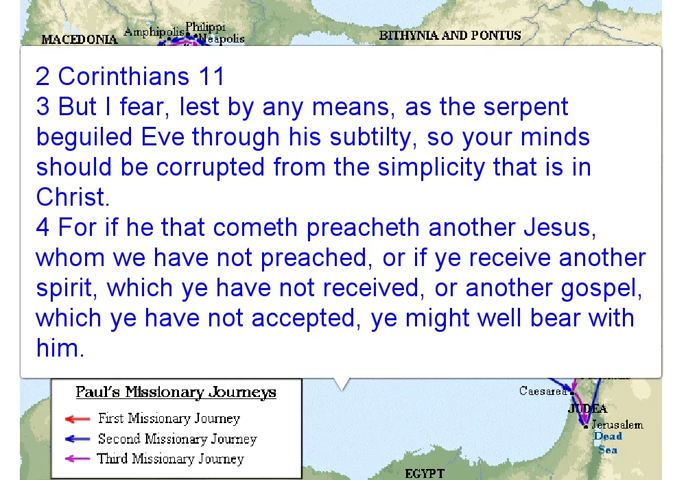 MACEDONIA
Amphipolis
Philippi
Neapolis
BITHYNIA AND PONTUS
2 Corinthians 11
3 But I fear, lest by any means, as the serpent
beguiled Eve through his subtilty, so your minds
should be corrupted from the simplicity that is in
Christ.
4 For if he that cometh preacheth another Jesus,
whom we have not preached, or if ye receive another
spirit, which ye have not received, or another gospel,
which ye have not accepted, ye might well bear with
him.
Paul's Missionary Journeys
First Missionary Journey
Second Missionary Journey
Third Missionary Journey
Caesarea
JUDEA
Jerusalem
Dead
Sea
EGYPT